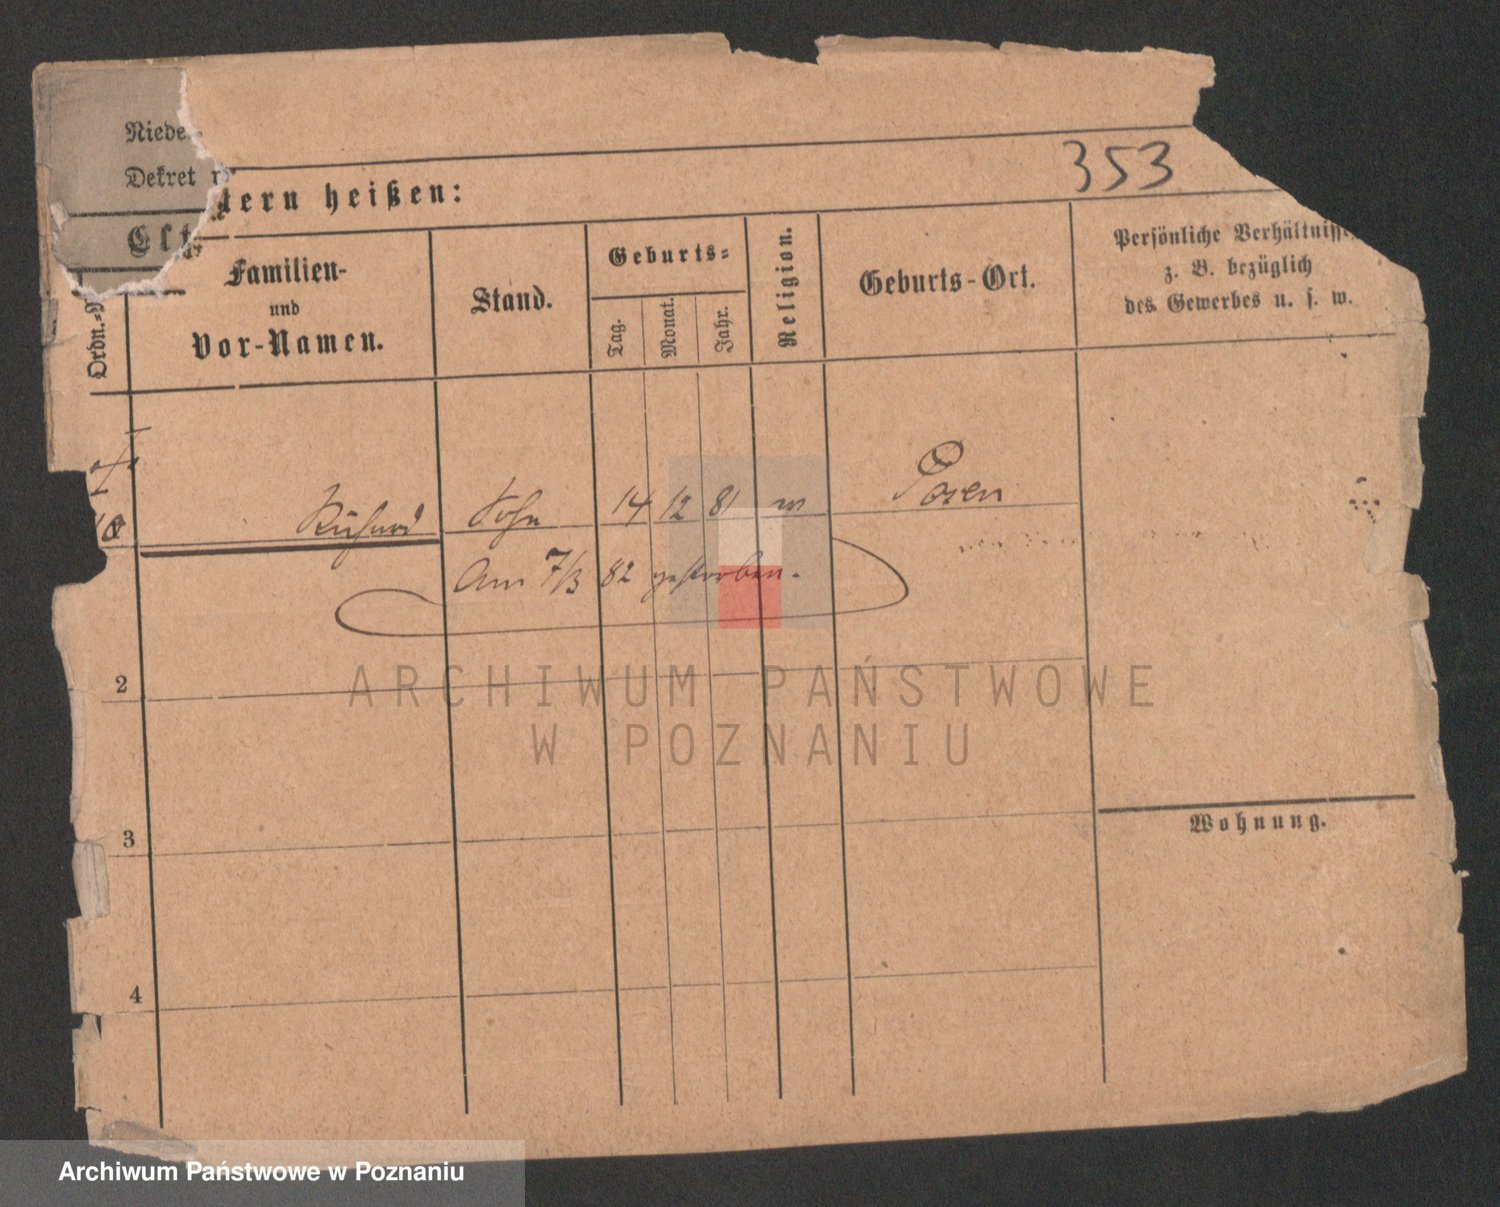 Niede
Dekret
353
Eltern heißen:
Ordn.=
Familien-
und
Vor-Namen.
Stand.
Geburts=
Tag.
Monat.
Jahr.
Religion.
Geburts-Ort.
Persönliche Verhältnisse
z. B. bezüglich
des Gewerbes u. s. w.
Richard Sohn 14 12 81 Posen
Am 7/3 82 gestorben.
2
3
4
Wohnung.
ARCHIWUM PAŃSTWOWE
W POZNANIU
Archiwum Państwowe w Poznaniu